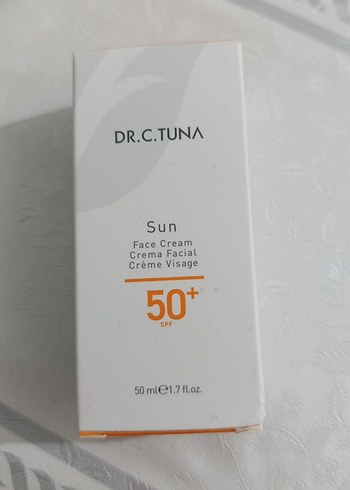 DR.C.TUNA
Sun
Face Cream
Crema Facial
Crème Visage
50+
SPF
50 ml℮1.7 fl.oz.